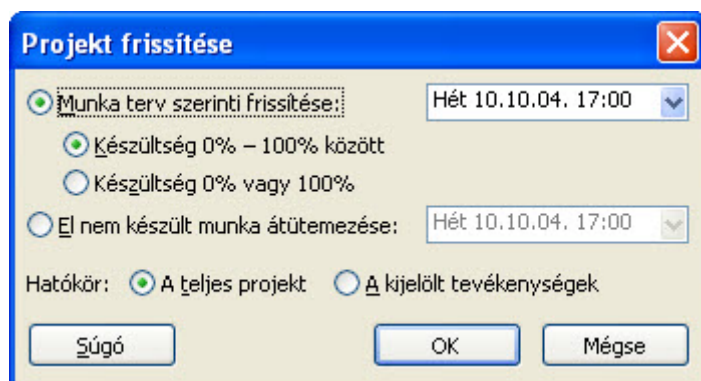 Projekt frissítése
Munka terv szerinti frissítése: Hét 10.10.04. 17:00
Készültség 0% – 100% között
Készültség 0% vagy 100%
El nem készült munka átütemezése: Hét 10.10.04. 17:00
Hatókör: A teljes projekt A kijelölt tevékenységek
Súgó OK Mégse